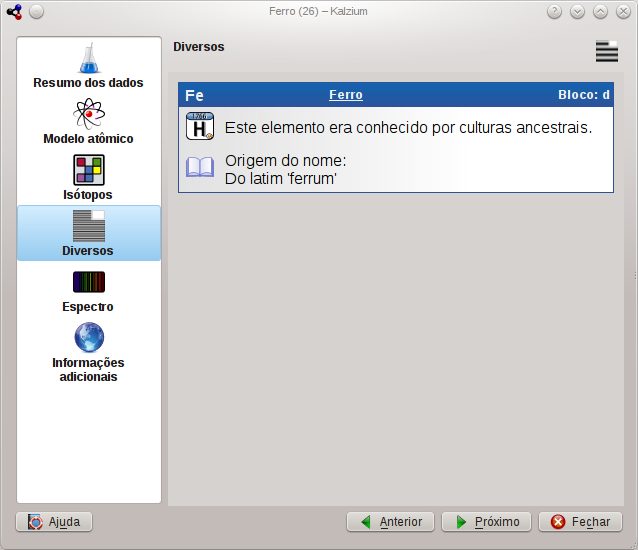 Ferro (26) – Kalzium
Resumo dos dados
Modelo atômico
Isótopos
Diversos
Espectro
Informações
adicionais
Diversos
Fe Ferro Bloco: d
1766
H
Este elemento era conhecido por culturas ancestrais.
Origem do nome:
Do latim 'ferrum'
Ajuda
Anterior
Próximo
Fechar